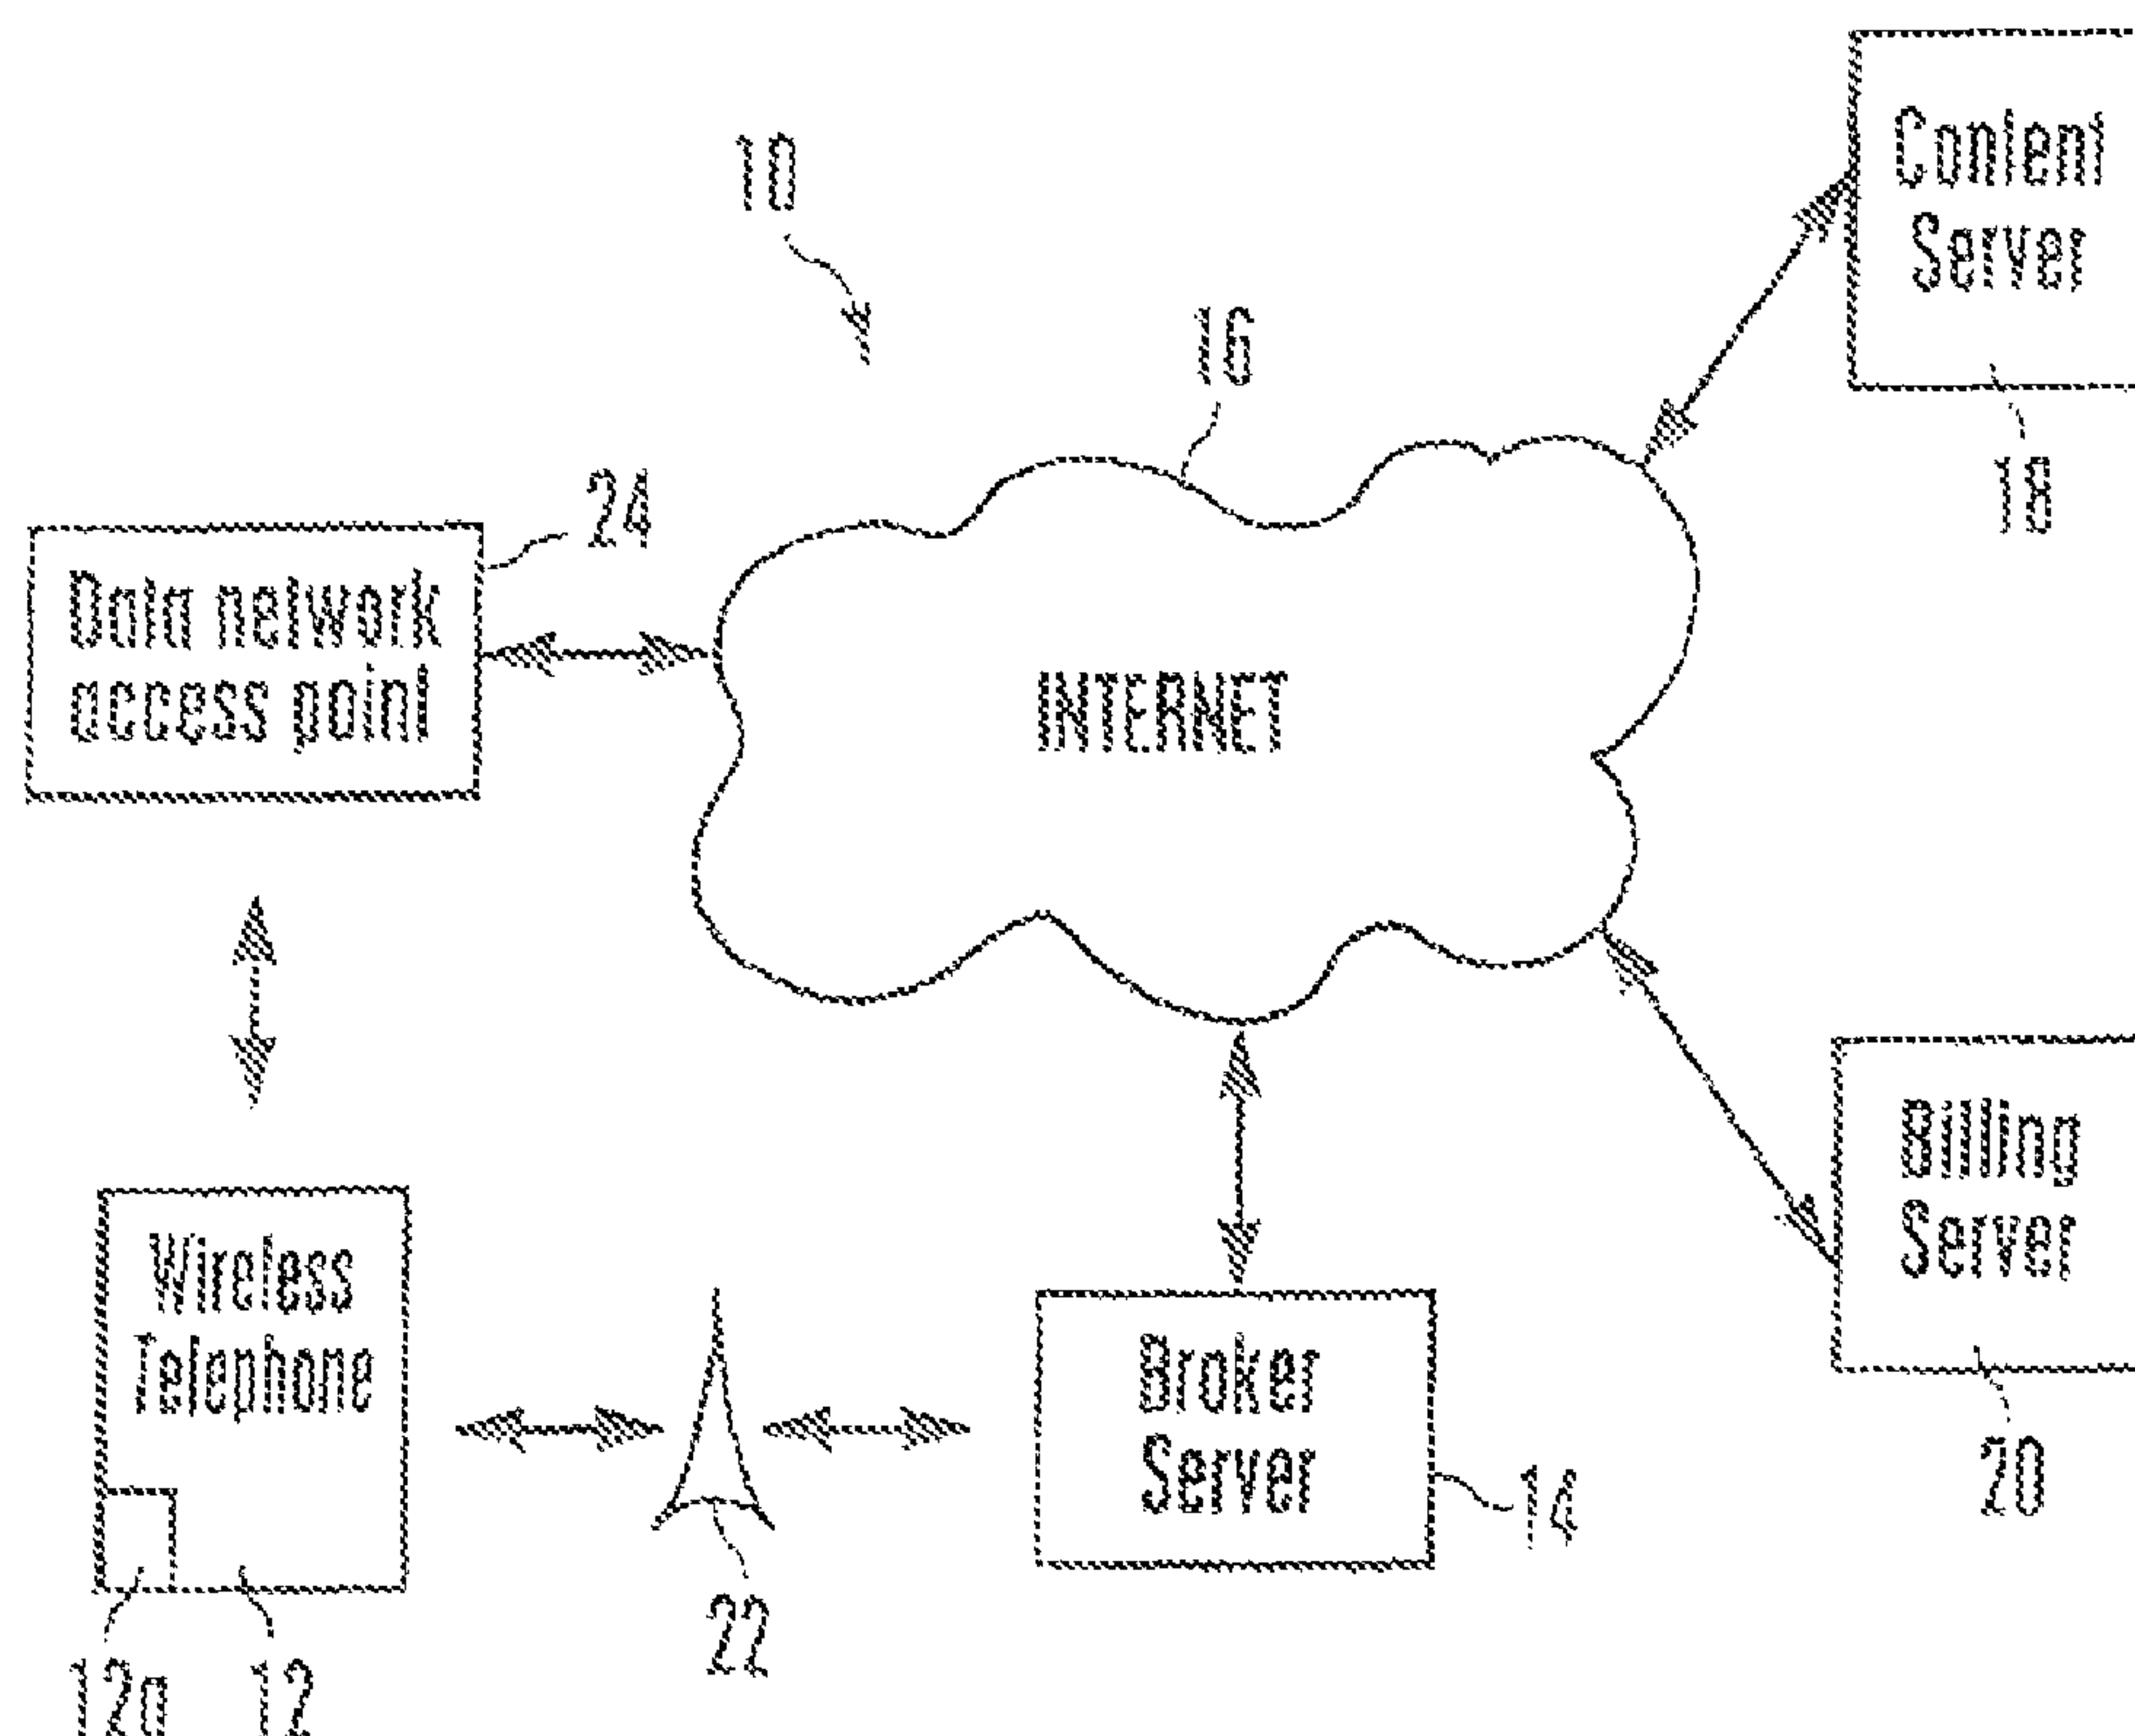 10
Content
Server
18
16
24
Data network
access point
INTERNET
Wireless
Telephone
12a
12
22
Broker
Server
14
Billing
Server
20